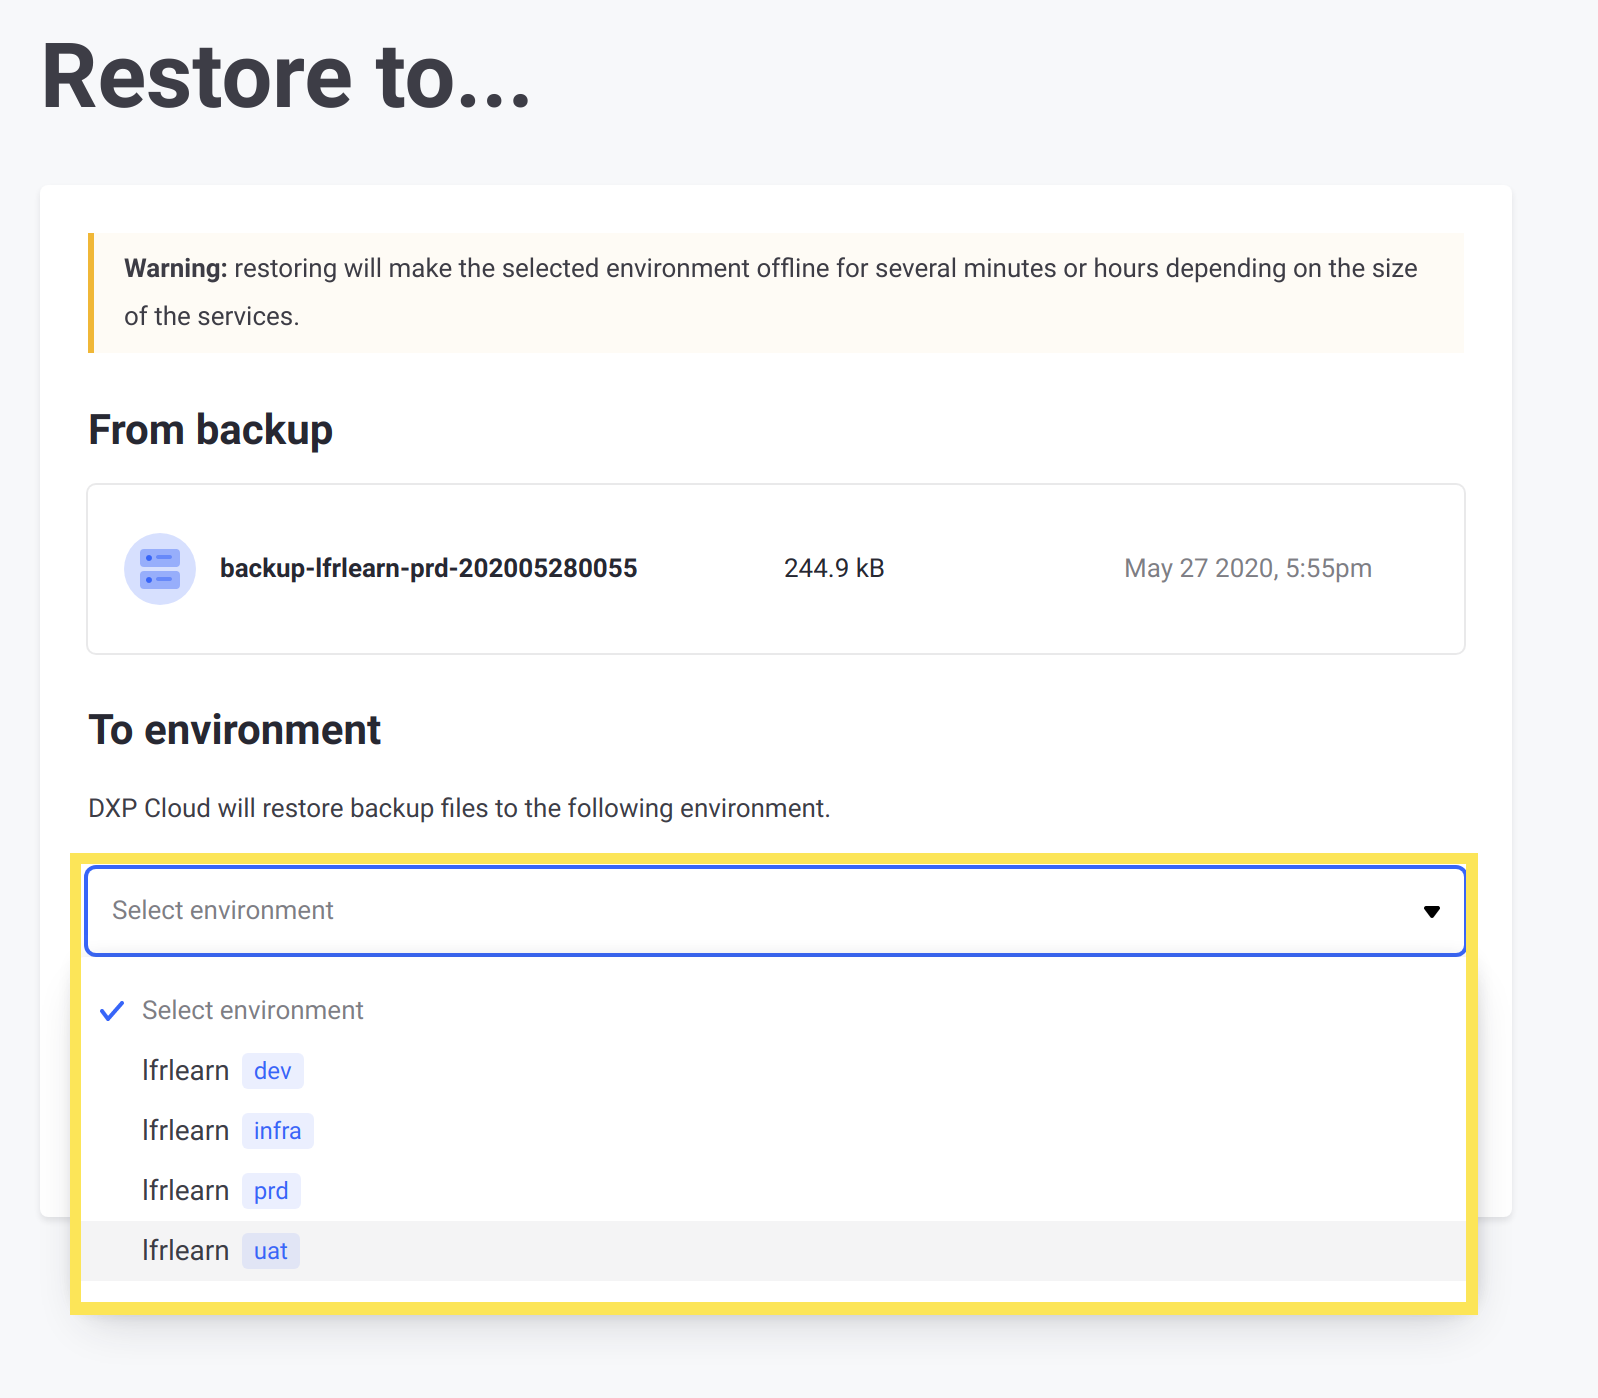 Restore to...
Warning: restoring will make the selected environment offline for several minutes or hours depending on the size
of the services.
From backup
backup-lfrlearn-prd-202005280055 244.9 kB May 27 2020, 5:55pm
To environment
DXP Cloud will restore backup files to the following environment.
Select environment
Select environment
lfrlearn dev
lfrlearn infra
lfrlearn prd
lfrlearn uat